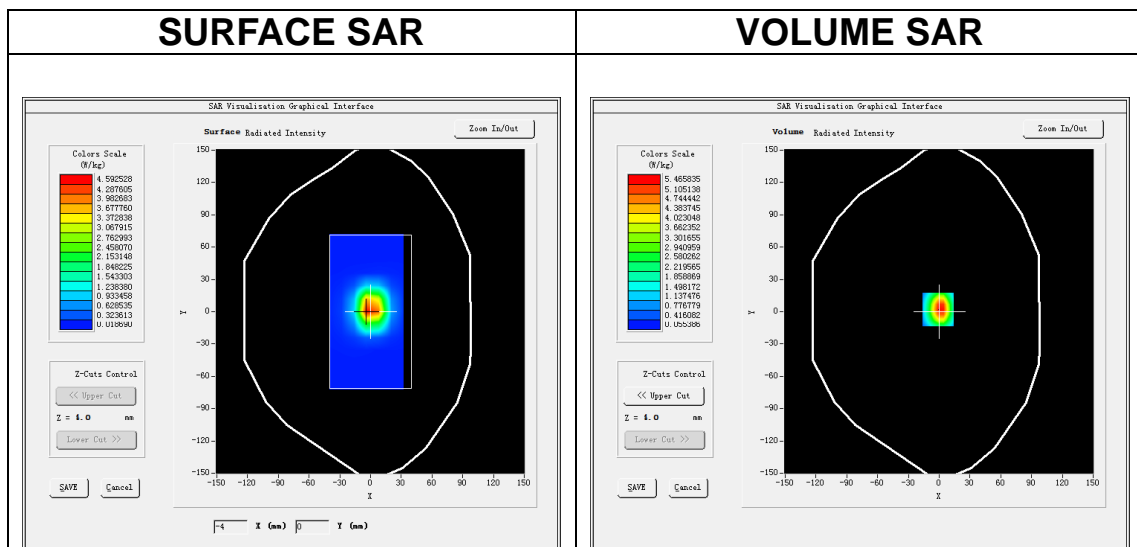 SURFACE SAR
VOLUME SAR
SAR Visualisation Graphical Interface
Surface Radiated Intensity
Zoom In/Out
Colors Scale
(W/kg)
4.592528
4.287605
3.982683
3.677760
3.372838
3.067915
2.762993
2.458070
2.153148
1.848225
1.543303
1.238380
0.933458
0.628535
0.323613
0.018690
Z-Cuts Control
<< Upper Cut
Z = 4.0 mm
Lower Cut >>
SAVE
Cancel
150
120
90
60
30
0
-30
-60
-90
-120
-150
Y
-150 -120 -90 -60 -30 0 30 60 90 120 150
X
-4 X (mm) 0 Y (mm)
SAR Visualisation Graphical Interface
Volume Radiated Intensity
Zoom In/Out
Colors Scale
(W/kg)
5.465835
5.105138
4.744442
4.383745
4.023048
3.662352
3.301655
2.940959
2.580262
2.219565
1.858869
1.498172
1.137476
0.776779
0.416082
0.055386
Z-Cuts Control
<< Upper Cut
Z = 4.0 mm
Lower Cut >>
SAVE
Cancel
150
120
90
60
30
0
-30
-60
-90
-120
-150
Y
-150 -120 -90 -60 -30 0 30 60 90 120 150
X